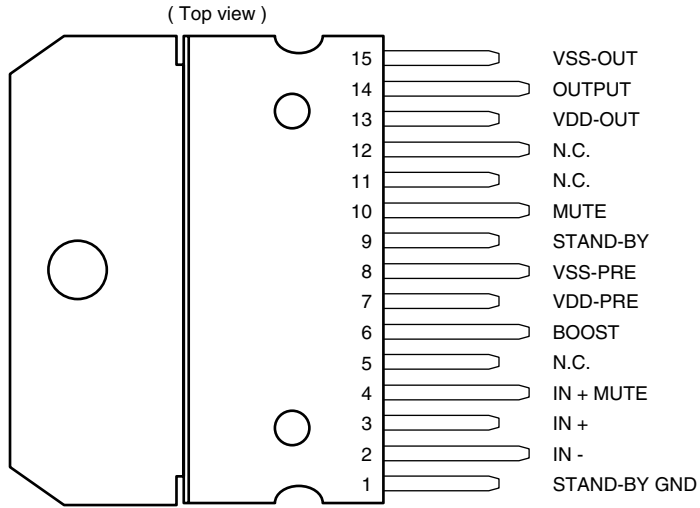 ( Top view )
15 VSS-OUT
14 OUTPUT
13 VDD-OUT
12 N.C.
11 N.C.
10 MUTE
9 STAND-BY
8 VSS-PRE
7 VDD-PRE
6 BOOST
5 N.C.
4 IN + MUTE
3 IN +
2 IN -
1 STAND-BY GND